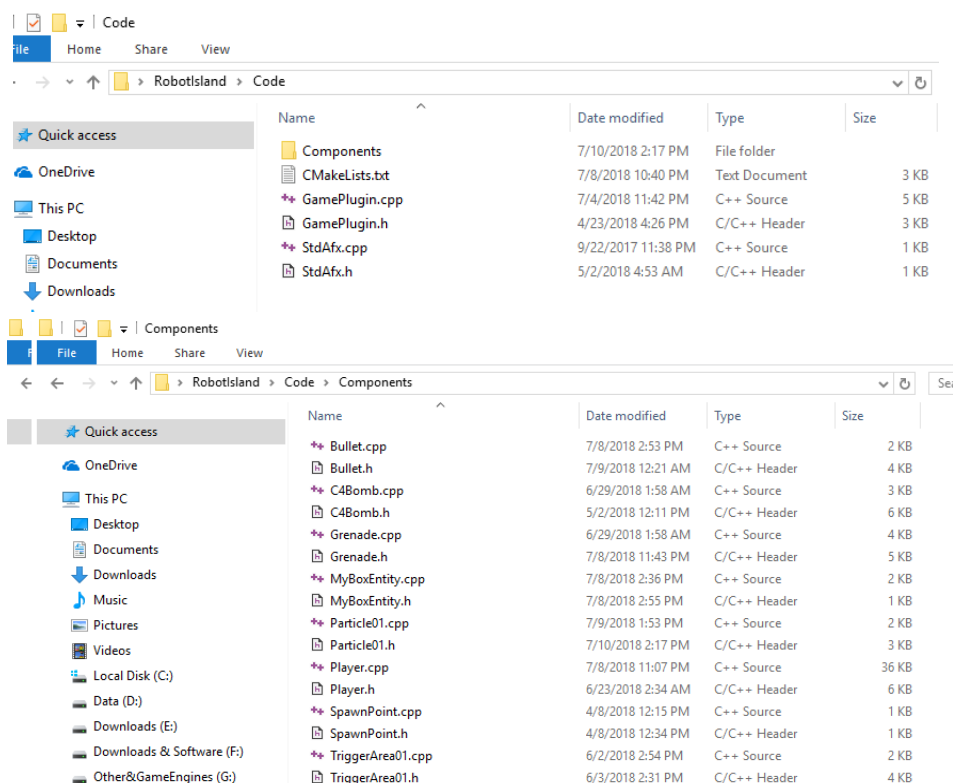 Code
File Home Share View
RobotIsland Code
Name Date modified Type Size
Quick access
OneDrive
This PC
Desktop
Documents
Downloads
Components 7/10/2018 2:17 PM File folder
CMakeLists.txt 7/8/2018 10:40 PM Text Document 3 KB
GamePlugin.cpp 7/4/2018 11:42 PM C++ Source 5 KB
GamePlugin.h 4/23/2018 4:26 PM C/C++ Header 3 KB
StdAfx.cpp 9/22/2017 11:38 PM C++ Source 1 KB
StdAfx.h 5/2/2018 4:53 AM C/C++ Header 1 KB
Components
File Home Share View
RobotIsland Code Components Sea
Name Date modified Type Size
Quick access
OneDrive
This PC
Desktop
Documents
Downloads
Music
Pictures
Videos
Local Disk (C:)
Data (D:)
Downloads (E:)
Downloads & Software (F:)
Other&GameEngines (G:)
Bullet.cpp 7/8/2018 2:53 PM C++ Source 2 KB
Bullet.h 7/9/2018 12:21 AM C/C++ Header 4 KB
C4Bomb.cpp 6/29/2018 1:58 AM C++ Source 3 KB
C4Bomb.h 5/2/2018 12:11 PM C/C++ Header 6 KB
Grenade.cpp 6/29/2018 1:58 AM C++ Source 4 KB
Grenade.h 7/8/2018 11:43 PM C/C++ Header 5 KB
MyBoxEntity.cpp 7/8/2018 2:36 PM C++ Source 2 KB
MyBoxEntity.h 7/8/2018 2:55 PM C/C++ Header 1 KB
Particle01.cpp 7/9/2018 1:53 PM C++ Source 2 KB
Particle01.h 7/10/2018 2:17 PM C/C++ Header 3 KB
Player.cpp 7/8/2018 11:07 PM C++ Source 36 KB
Player.h 6/23/2018 2:34 AM C/C++ Header 6 KB
SpawnPoint.cpp 4/8/2018 12:15 PM C++ Source 1 KB
SpawnPoint.h 4/8/2018 12:34 PM C/C++ Header 1 KB
TriggerArea01.cpp 6/2/2018 2:54 PM C++ Source 2 KB
TriggerArea01.h 6/3/2018 2:31 PM C/C++ Header 4 KB